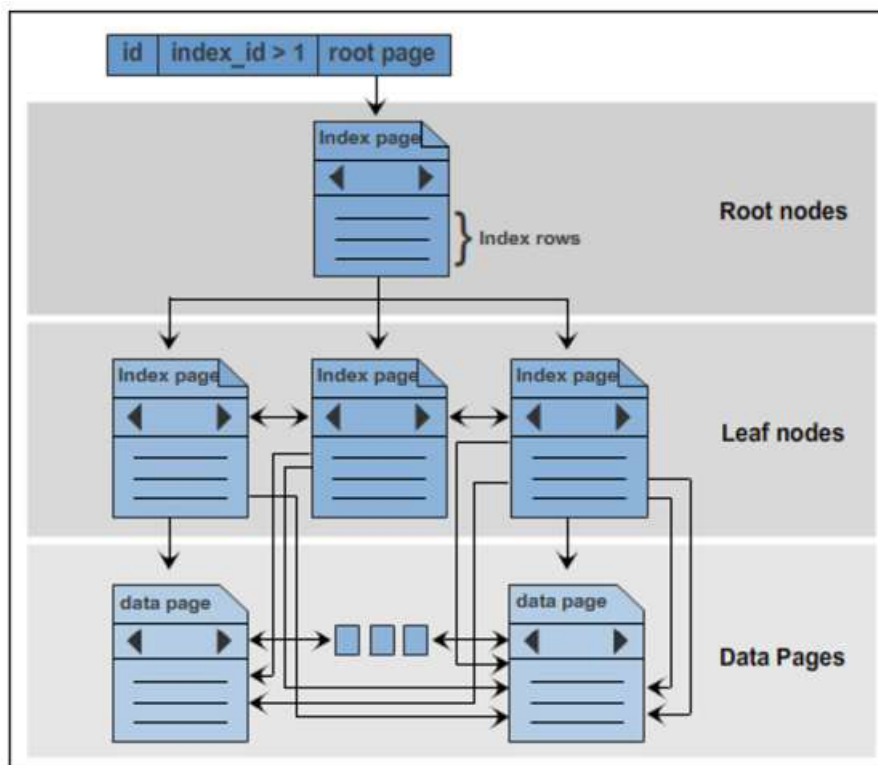 id index_id > 1 root page
Index page
Index rows
Root nodes
Index page Index page Index page
Leaf nodes
data page data page
Data Pages